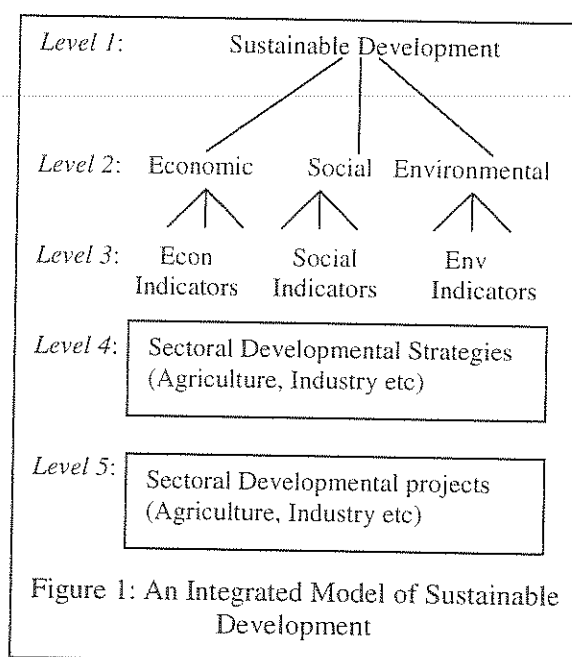 Level 1: Sustainable Development
Level 2: Economic Social Environmental
Level 3: Econ Social Env
Indicators Indicators Indicators
Level 4: Sectoral Developmental Strategies
(Agriculture, Industry etc)
Level 5: Sectoral Developmental projects
(Agriculture, Industry etc)
Figure 1: An Integrated Model of Sustainable
Development